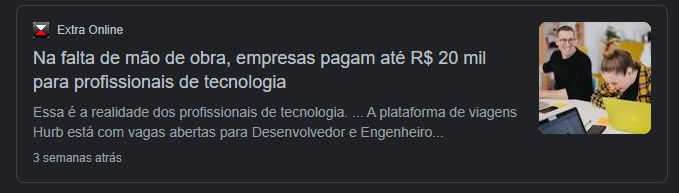 Extra Online
Na falta de mão de obra, empresas pagam até R$ 20 mil
para profissionais de tecnologia
Essa é a realidade dos profissionais de tecnologia. ... A plataforma de viagens
Hurb está com vagas abertas para Desenvolvedor e Engenheiro...
3 semanas atrás